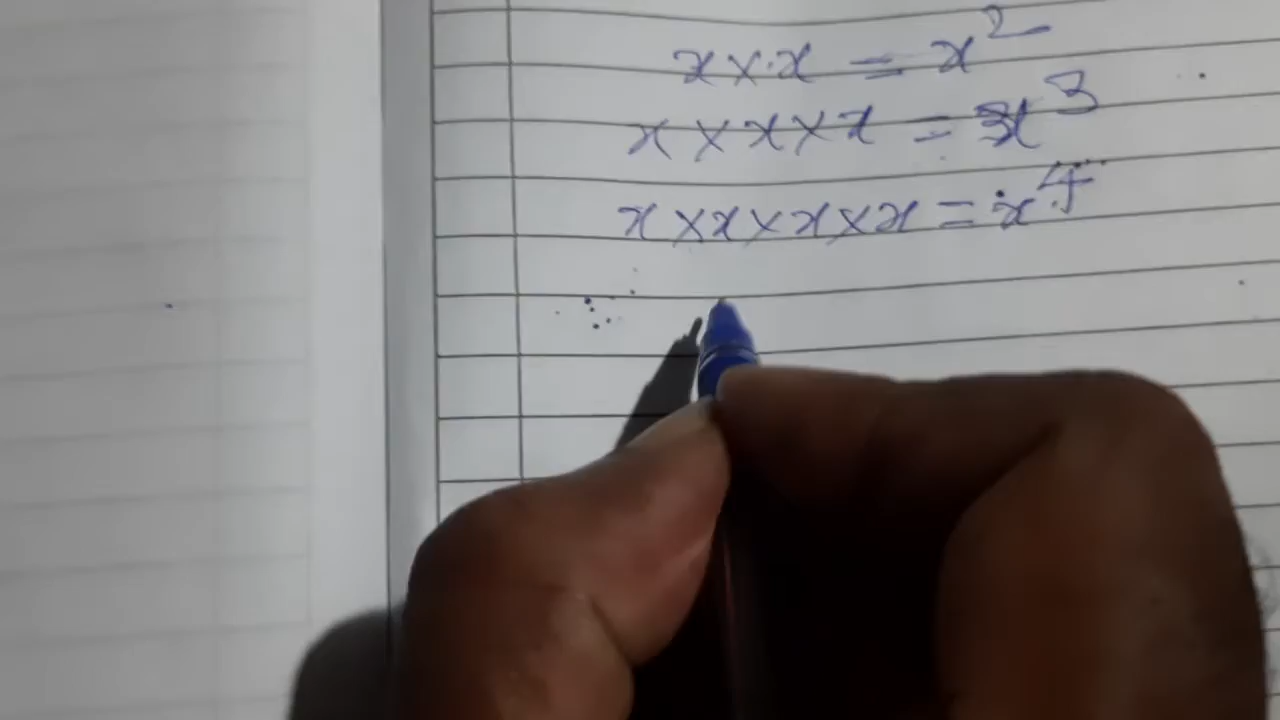 x × x = x²
x × x × x = x³
x × x × x × x = x⁴